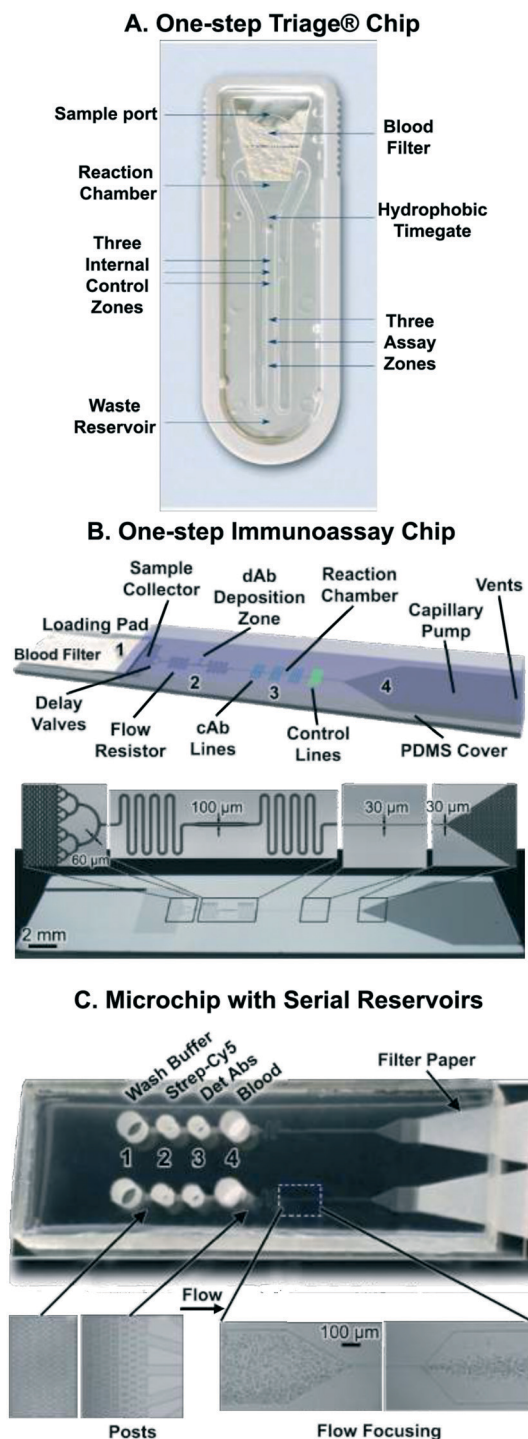 A. One-step Triage® Chip
Sample port
Blood
Filter
Reaction
Chamber
Hydrophobic
Timegate
Three
Internal
Control
Zones
Three
Assay
Zones
Waste
Reservoir
B. One-step Immunoassay Chip
Sample
Collector
dAb
Deposition
Zone
Reaction
Chamber
Vents
Capillary
Pump
Loading Pad
Blood Filter
1
2
3
4
Delay
Valves
Flow
Resistor
cAb
Lines
Control
Lines
PDMS Cover
100 µm
30 µm
30 µm
60 µm
2 mm
C. Microchip with Serial Reservoirs
Wash Buffer
Strep-Cy5
Det Abs
Blood
Filter Paper
1 2 3 4
Flow
100 µm
Posts
Flow Focusing